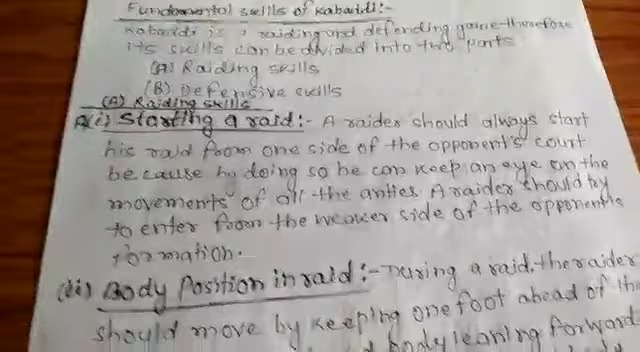 Fundamental skills of Kabaddi:-
Kabaddi is a raiding and defending game therefore
its skills can be divided into two parts
(A) Raiding skills
(B) Defensive skills
(A) Raiding skills
(i) Starting a raid:- A raider should always start
his raid from one side of the opponent's court
because by doing so he can keep an eye on the
movements of all the anties. A raider should try
to enter from the weaker side of the opponent's
formation.
(ii) Body Position in raid:- During a raid, the raider
should move by keeping one foot ahead of the
body leaning forward